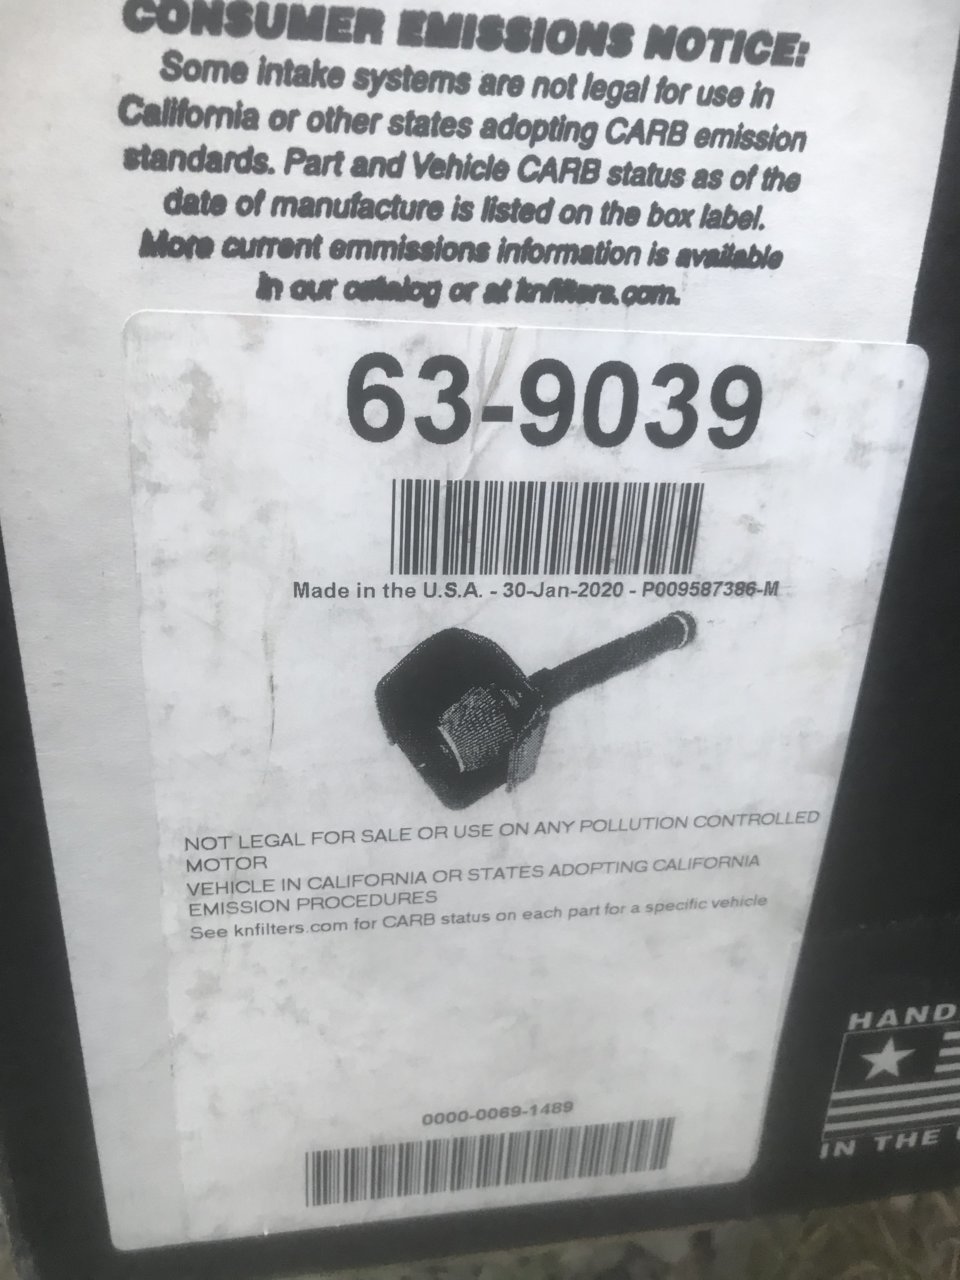 CONSUMER EMISSIONS NOTICE:
Some intake systems are not legal for use in
California or other states adopting CARB emission
standards. Part and Vehicle CARB status as of the
date of manufacture is listed on the box label.
More current emmissions information is available
in our catalog or at knfilters.com.
63-9039
Made in the U.S.A. - 30-Jan-2020 - P009587386-M
NOT LEGAL FOR SALE OR USE ON ANY POLLUTION CONTROLLED
MOTOR
VEHICLE IN CALIFORNIA OR STATES ADOPTING CALIFORNIA
EMISSION PROCEDURES
See knfilters.com for CARB status on each part for a specific vehicle
0000-0069-1489
HAND
IN THE